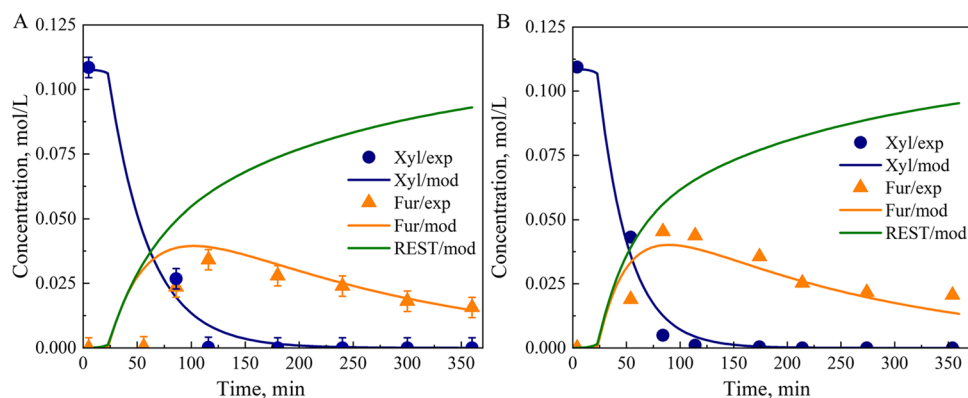 A
0.125
0.100
0.075
0.050
0.025
0.000
Concentration, mol/L
Xyl/exp
Xyl/mod
Fur/exp
Fur/mod
REST/mod
0 50 100 150 200 250 300 350
Time, min
B
0.125
0.100
0.075
0.050
0.025
0.000
Concentration, mol/L
Xyl/exp
Xyl/mod
Fur/exp
Fur/mod
REST/mod
0 50 100 150 200 250 300 350
Time, min